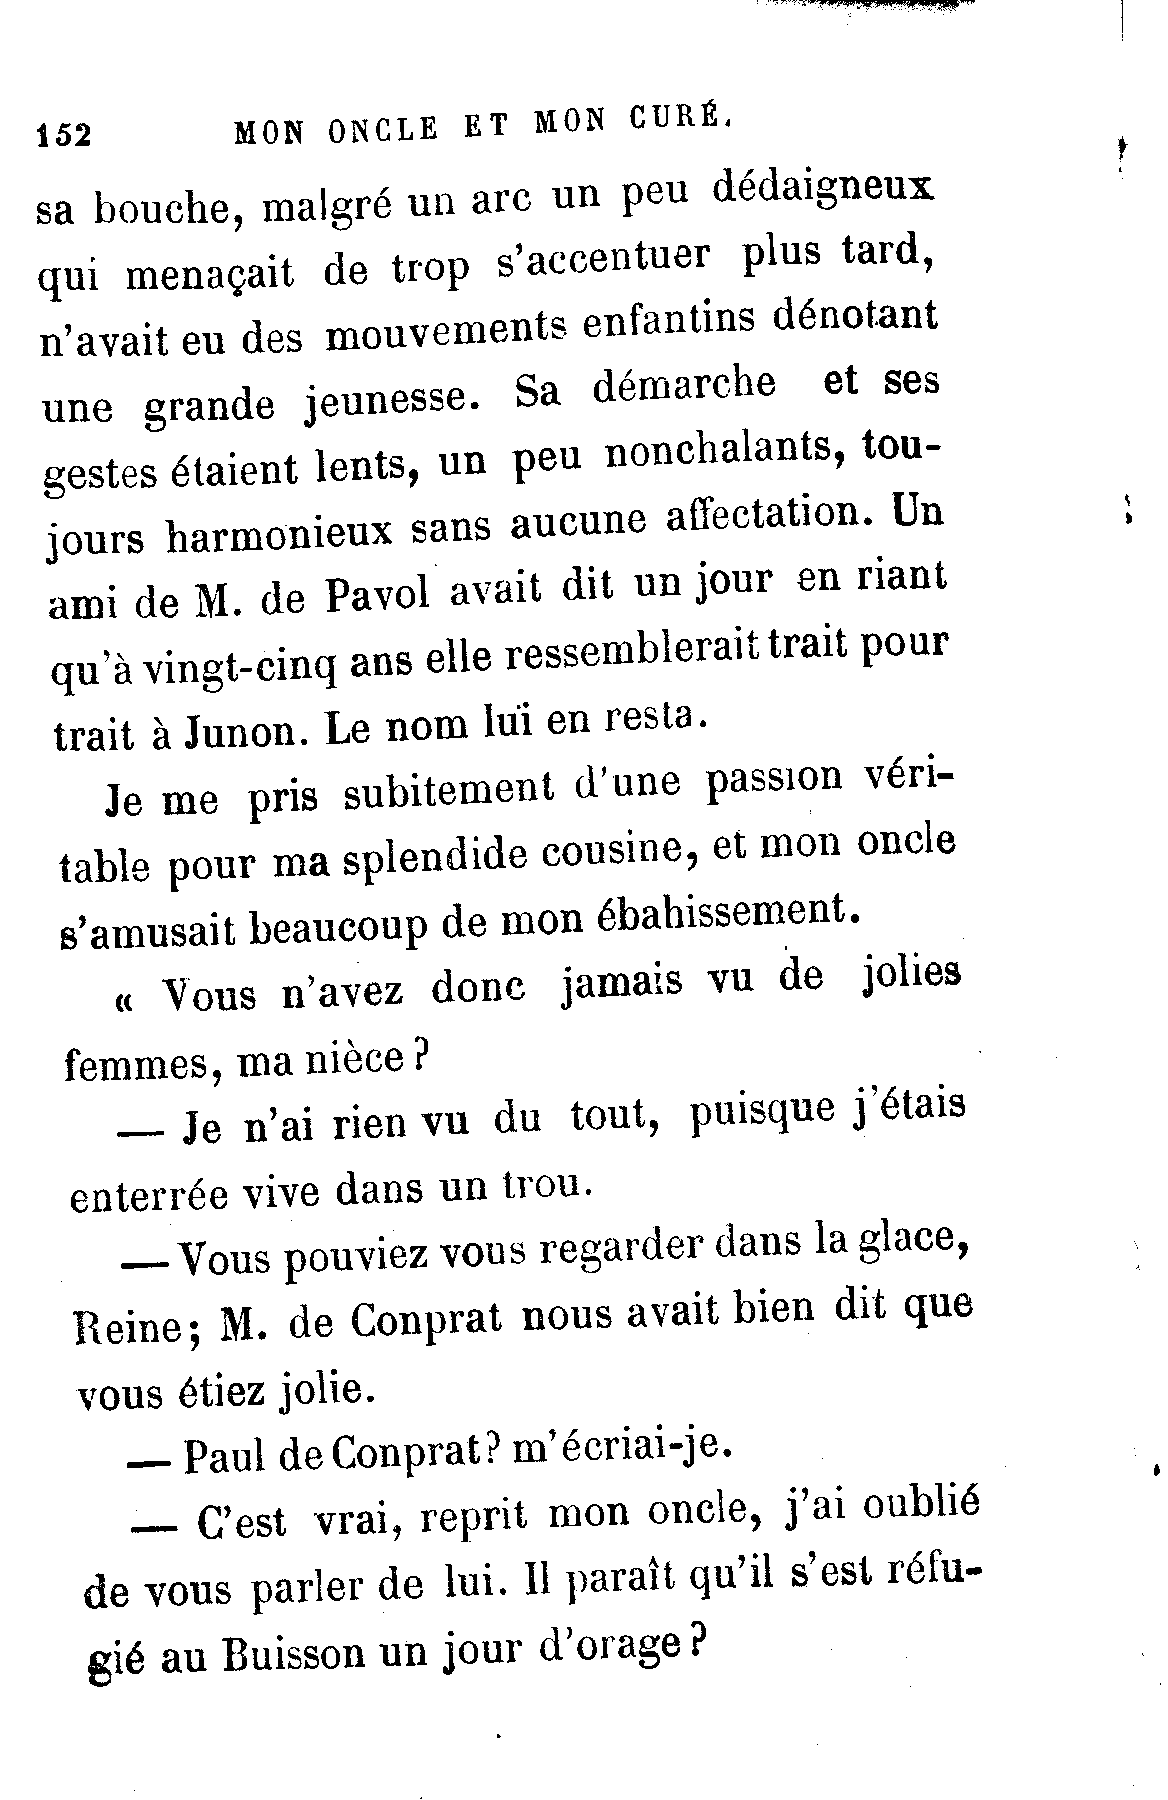 152 MON ONCLE ET MON CURÉ.
sa bouche, malgré un arc un peu dédaigneux
qui menaçait de trop s'accentuer plus tard,
n'avait eu des mouvements enfantins dénotant
une grande jeunesse. Sa démarche et ses
gestes étaient lents, un peu nonchalants, tou-
jours harmonieux sans aucune affectation. Un
ami de M. de Pavol avait dit un jour en riant
qu'à vingt-cinq ans elle ressemblerait trait pour
trait à Junon. Le nom lui en resta.
Je me pris subitement d'une passion véri-
table pour ma splendide cousine, et mon oncle
s'amusait beaucoup de mon ébahissement.
« Vous n'avez donc jamais vu de jolies
femmes, ma nièce ?
— Je n'ai rien vu du tout, puisque j'étais
enterrée vive dans un trou.
— Vous pouviez vous regarder dans la glace,
Reine; M. de Conprat nous avait bien dit que
vous étiez jolie.
— Paul de Conprat? m'écriai-je.
— C'est vrai, reprit mon oncle, j'ai oublié
de vous parler de lui. Il paraît qu'il s'est réfu-
gié au Buisson un jour d'orage ?